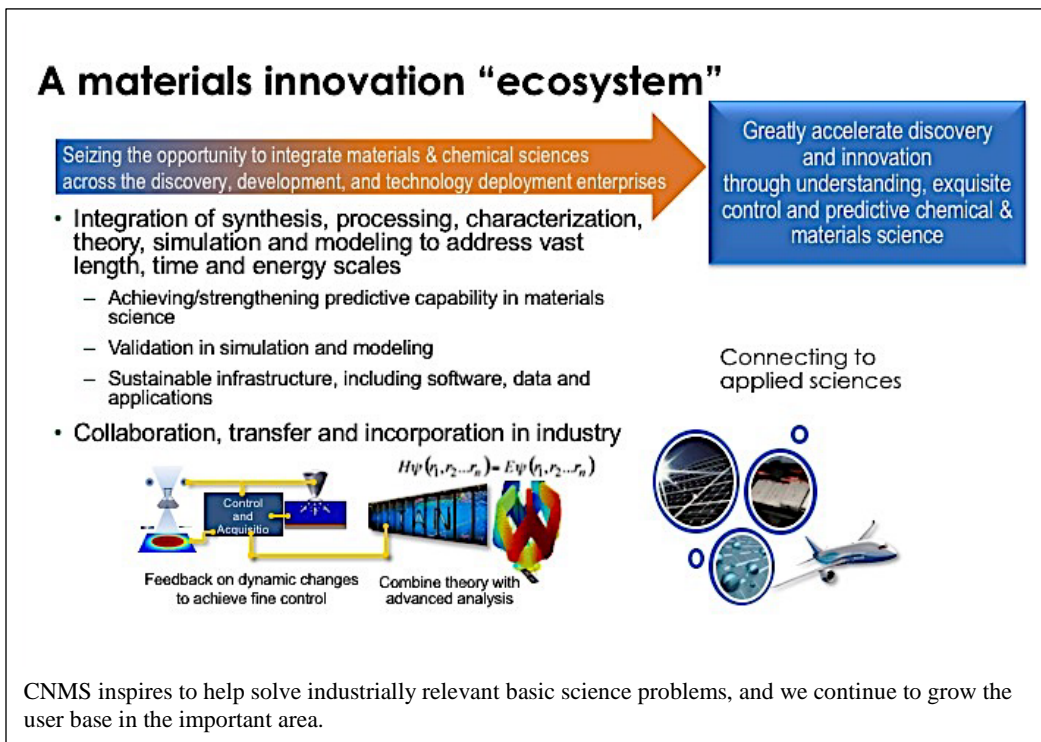 A materials innovation “ecosystem”
Seizing the opportunity to integrate materials & chemical sciences
across the discovery, development, and technology deployment enterprises
Greatly accelerate discovery
and innovation
through understanding, exquisite
control and predictive chemical &
materials science
• Integration of synthesis, processing, characterization,
theory, simulation and modeling to address vast
length, time and energy scales
– Achieving/strengthening predictive capability in materials
science
– Validation in simulation and modeling
– Sustainable infrastructure, including software, data and
applications
• Collaboration, transfer and incorporation in industry
Connecting to
applied sciences
Hψ(r₁,r₂...rₙ)=Eψ(r₁,r₂...rₙ)
Control
and
Acquisitio
Feedback on dynamic changes
to achieve fine control
Combine theory with
advanced analysis
CNMS inspires to help solve industrially relevant basic science problems, and we continue to grow the
user base in the important area.